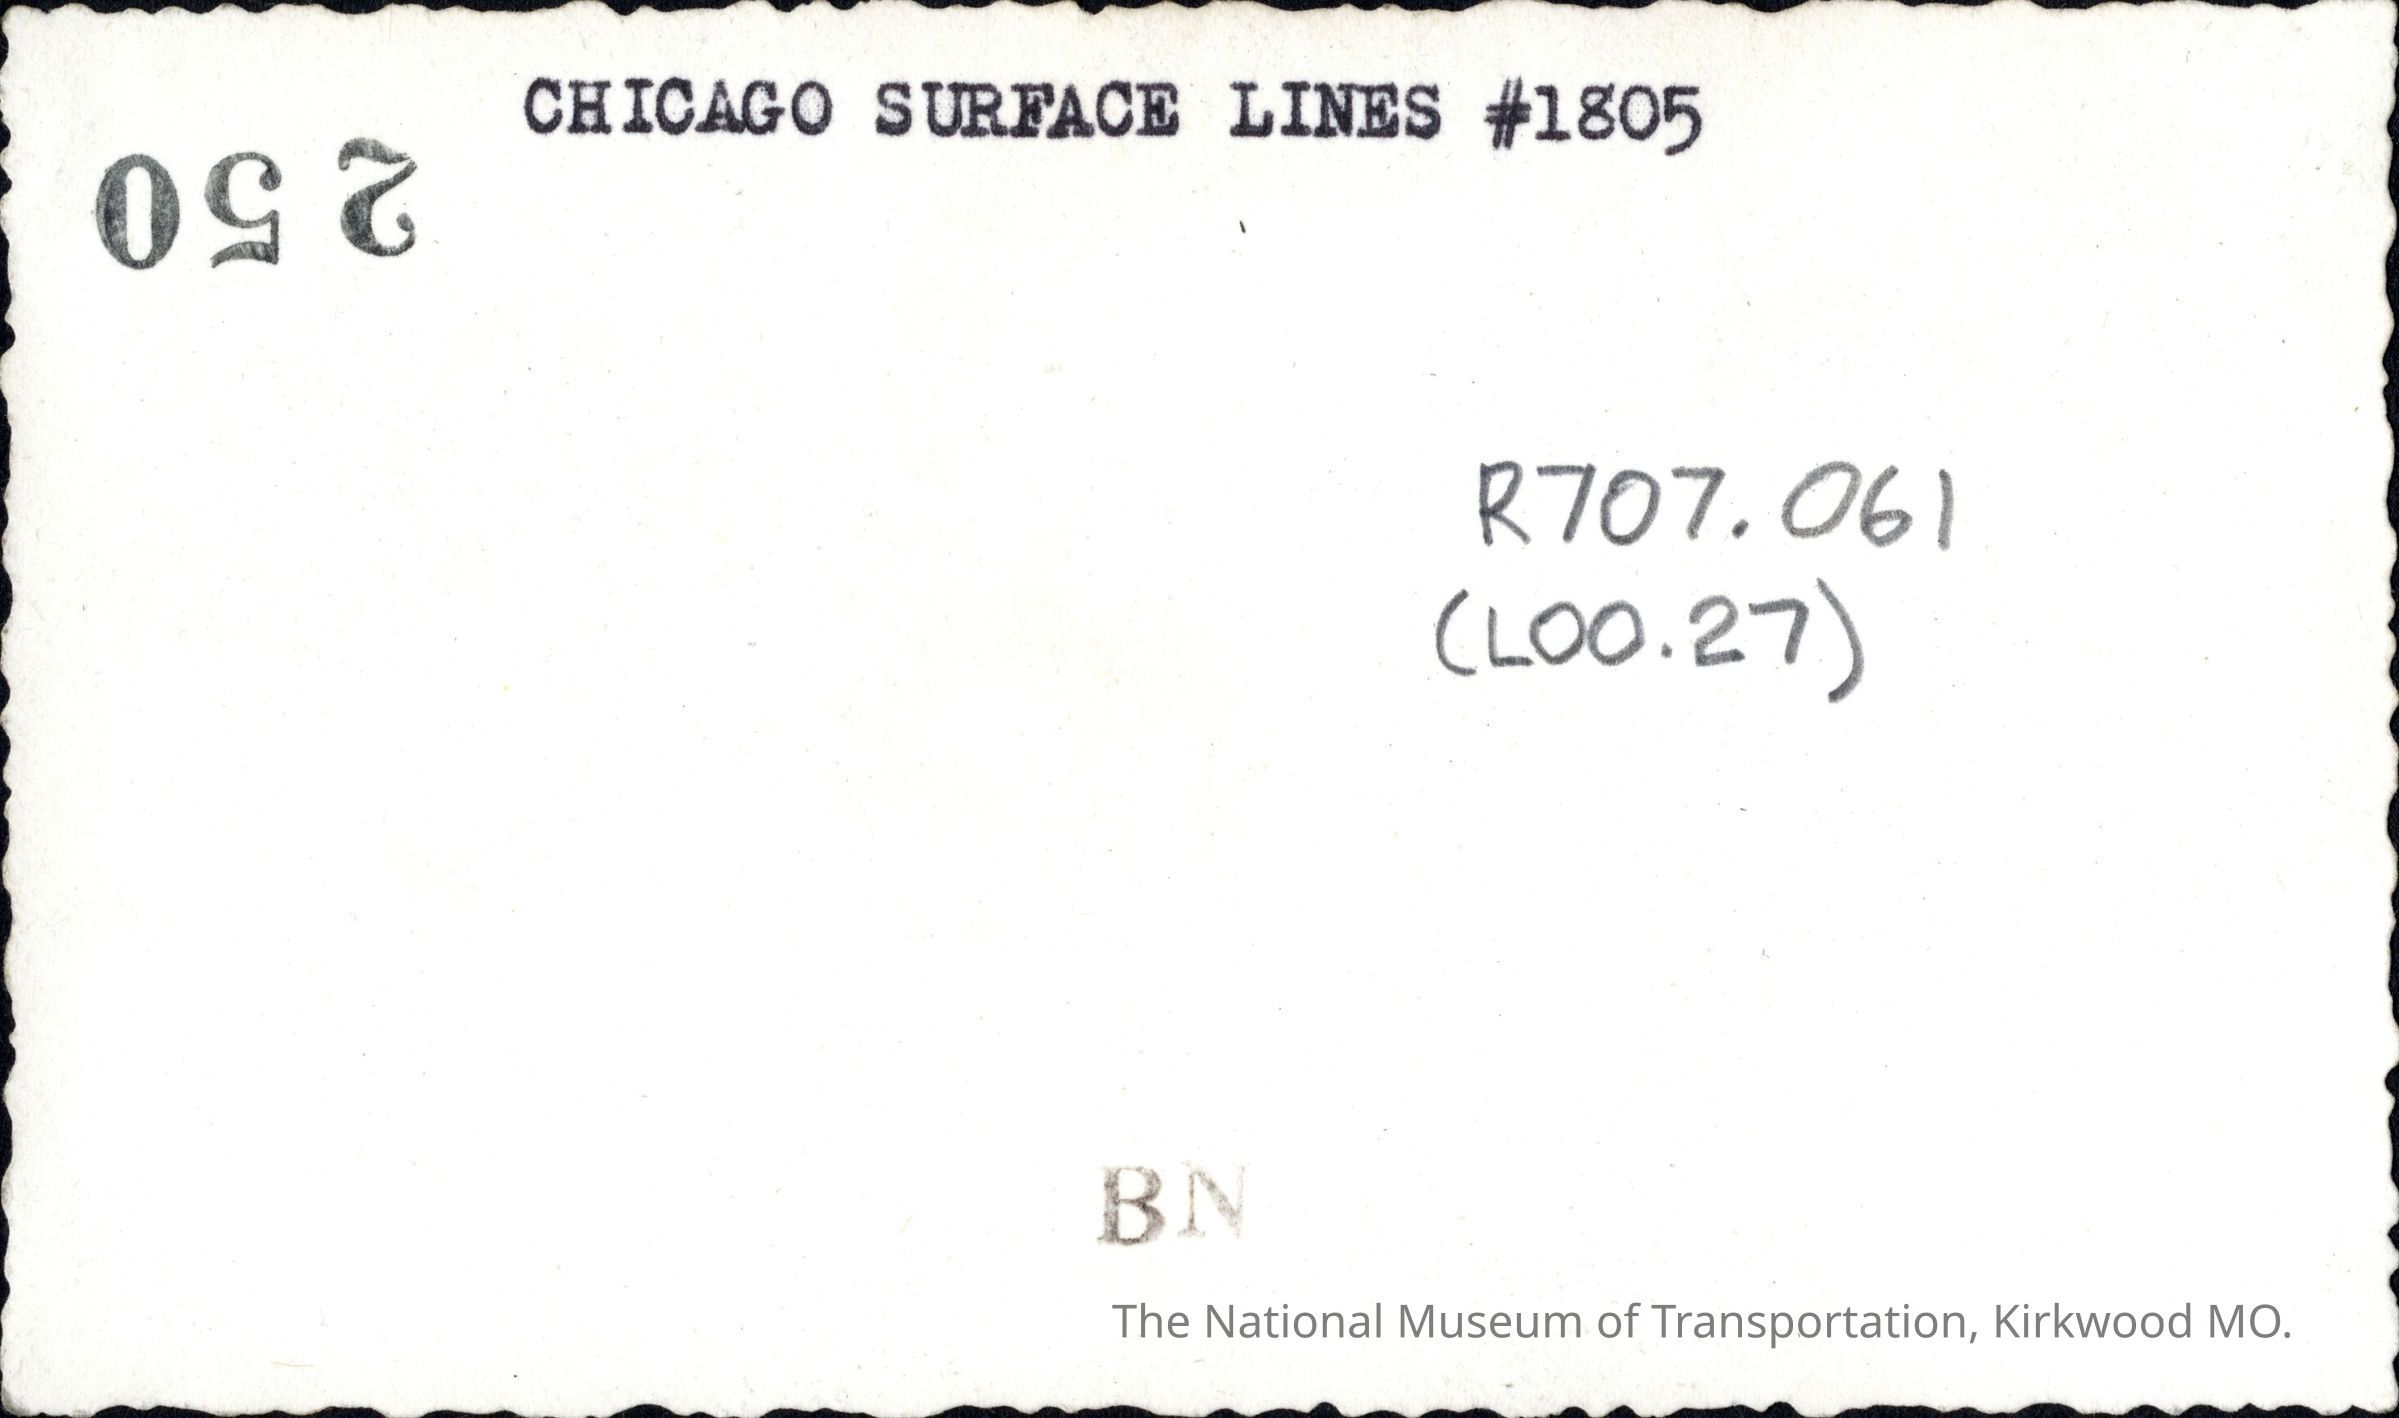 CHICAGO SURFACE LINES #1805
250
R707.061
(L00.27)
BN
The National Museum of Transportation, Kirkwood MO.